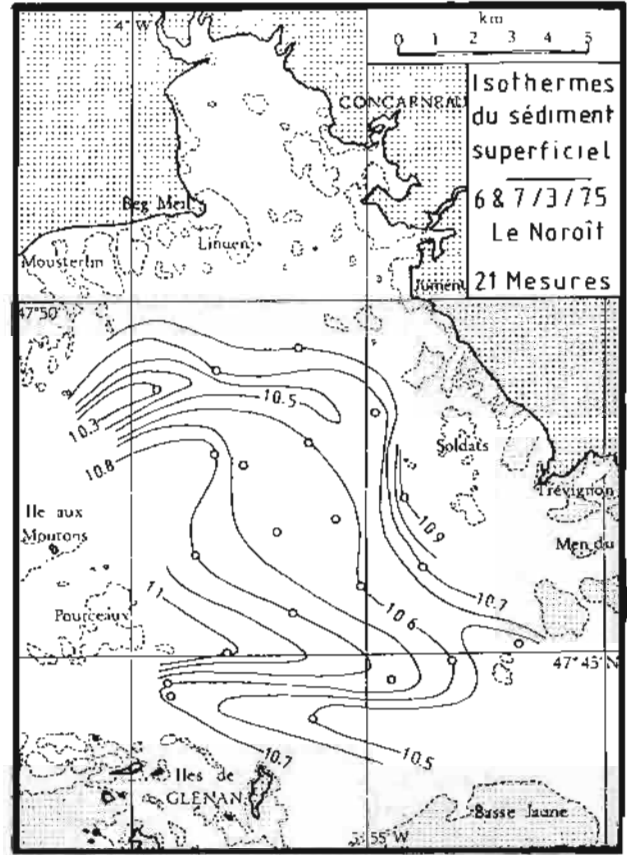 4° W
km
0 1 2 3 5
Isothermes
du sédiment
superficiel
6 & 7/3/75
Le Noroît
21 Mesures
CONCARNEAU
Beg Meil
Linuen
Mousterlin
Jument
47°50
10.5
10.3
10.8
Soldats
Trévignon
10.9
Ile aux
Moutons
Men du
11
10.7
10.6
Pourceaux
47°45N
10.7
10.5
Iles de
GLENAN
Basse Jaune
3°55 W